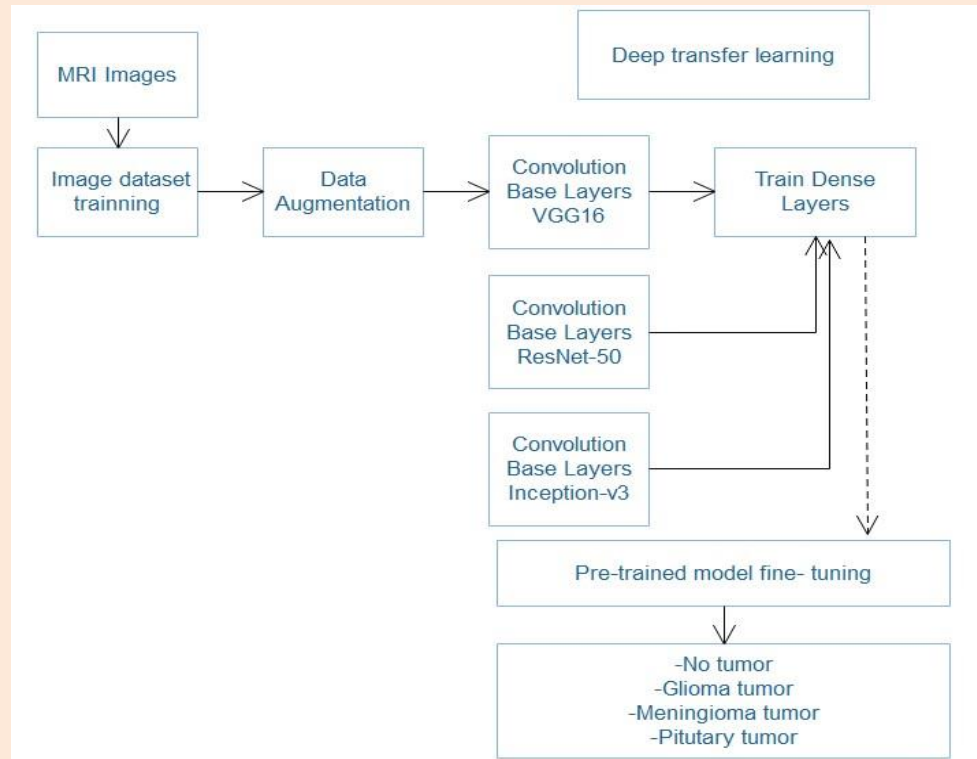 MRI Images
Deep transfer learning
Image dataset
trainning
Data
Augmentation
Convolution
Base Layers
VGG16
Train Dense
Layers
Convolution
Base Layers
ResNet-50
Convolution
Base Layers
Inception-v3
Pre-trained model fine- tuning
-No tumor
-Glioma tumor
-Meningioma tumor
-Pitutary tumor